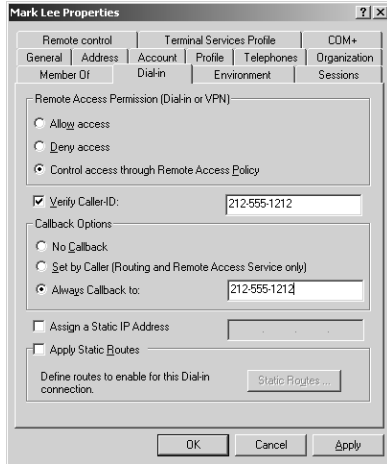 Mark Lee Properties
Remote control Terminal Services Profile COM+
General Address Account Profile Telephones Organization
Member Of Dial-in Environment Sessions
Remote Access Permission (Dial-in or VPN)
Allow access
Deny access
Control access through Remote Access Policy
Verify Caller-ID: 212-555-1212
Callback Options
No Callback
Set by Caller (Routing and Remote Access Service only)
Always Callback to: 212-555-1212
Assign a Static IP Address
Apply Static Routes
Define routes to enable for this Dial-in
connection. Static Routes ...
OK Cancel Apply